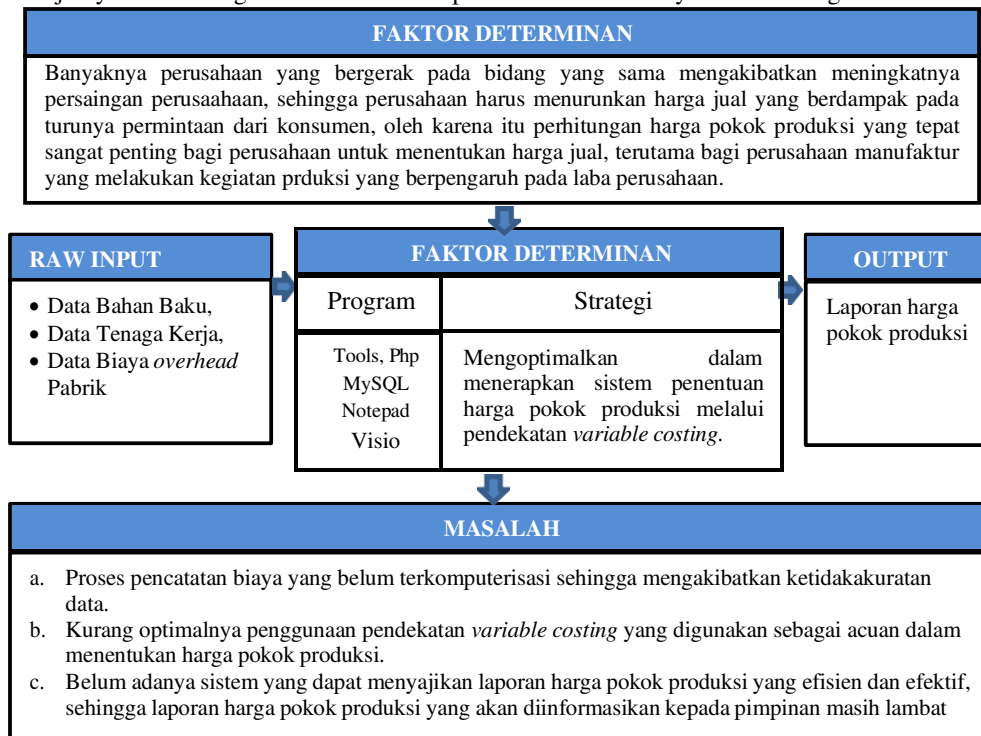 FAKTOR DETERMINAN
Banyaknya perusahaan yang bergerak pada bidang yang sama mengakibatkan meningkatnya
persaingan perusaahaan, sehingga perusahaan harus menurunkan harga jual yang berdampak pada
turunya permintaan dari konsumen, oleh karena itu perhitungan harga pokok produksi yang tepat
sangat penting bagi perusahaan untuk menentukan harga jual, terutama bagi perusahaan manufaktur
yang melakukan kegiatan prduksi yang berpengaruh pada laba perusahaan.
RAW INPUT
• Data Bahan Baku,
• Data Tenaga Kerja,
• Data Biaya overhead
Pabrik
FAKTOR DETERMINAN
Program
Strategi
Tools, Php
MySQL
Notepad
Visio
Mengoptimalkan dalam
menerapkan sistem penentuan
harga pokok produksi melalui
pendekatan variable costing.
OUTPUT
Laporan harga
pokok produksi
MASALAH
a. Proses pencatatan biaya yang belum terkomputerisasi sehingga mengakibatkan ketidakakuratan
data.
b. Kurang optimalnya penggunaan pendekatan variable costing yang digunakan sebagai acuan dalam
menentukan harga pokok produksi.
c. Belum adanya sistem yang dapat menyajikan laporan harga pokok produksi yang efisien dan efektif,
sehingga laporan harga pokok produksi yang akan diinformasikan kepada pimpinan masih lambat